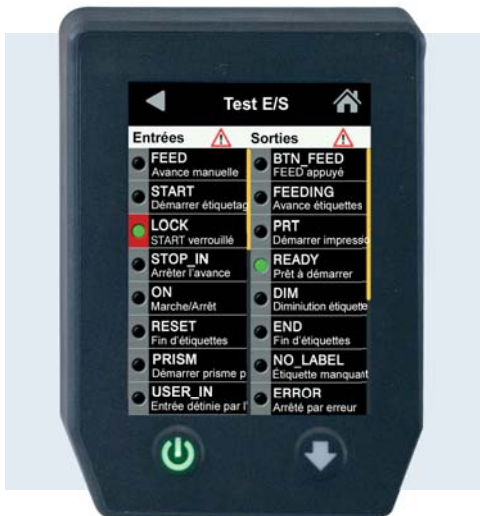 Test E/S
Entrées
Sorties
FEED
Avance manuelle
BTN_FEED
FEED appuyé
START
Démarrer étiquetag
FEEDING
Avance étiquettes
LOCK
START verrouillé
PRT
Démarrer impressio
STOP_IN
Arrêter l'avance
READY
Prêt à démarrer
ON
Marche/Arrêt
DIM
Diminiution étiquette
RESET
Fin d'étiquettes
END
Fin d'étiquettes
PRISM
Démarrer prisme p
NO_LABEL
Étiquette manquant
USER_IN
Entrée définie par l'
ERROR
Arrêté par erreur